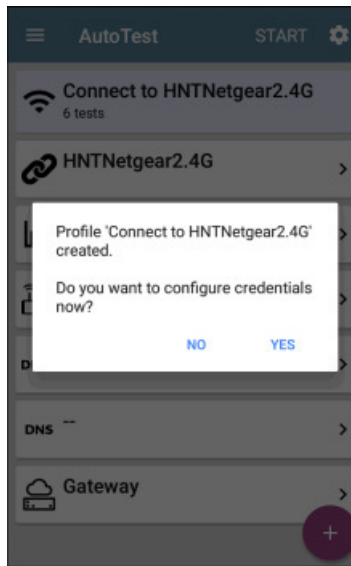 AutoTest START
Connect to HNTNetgear2.4G
6 tests
HNTNetgear2.4G
Profile 'Connect to HNTNetgear2.4G'
created.
Do you want to configure credentials
now?
NO YES
DNS --
Gateway
+